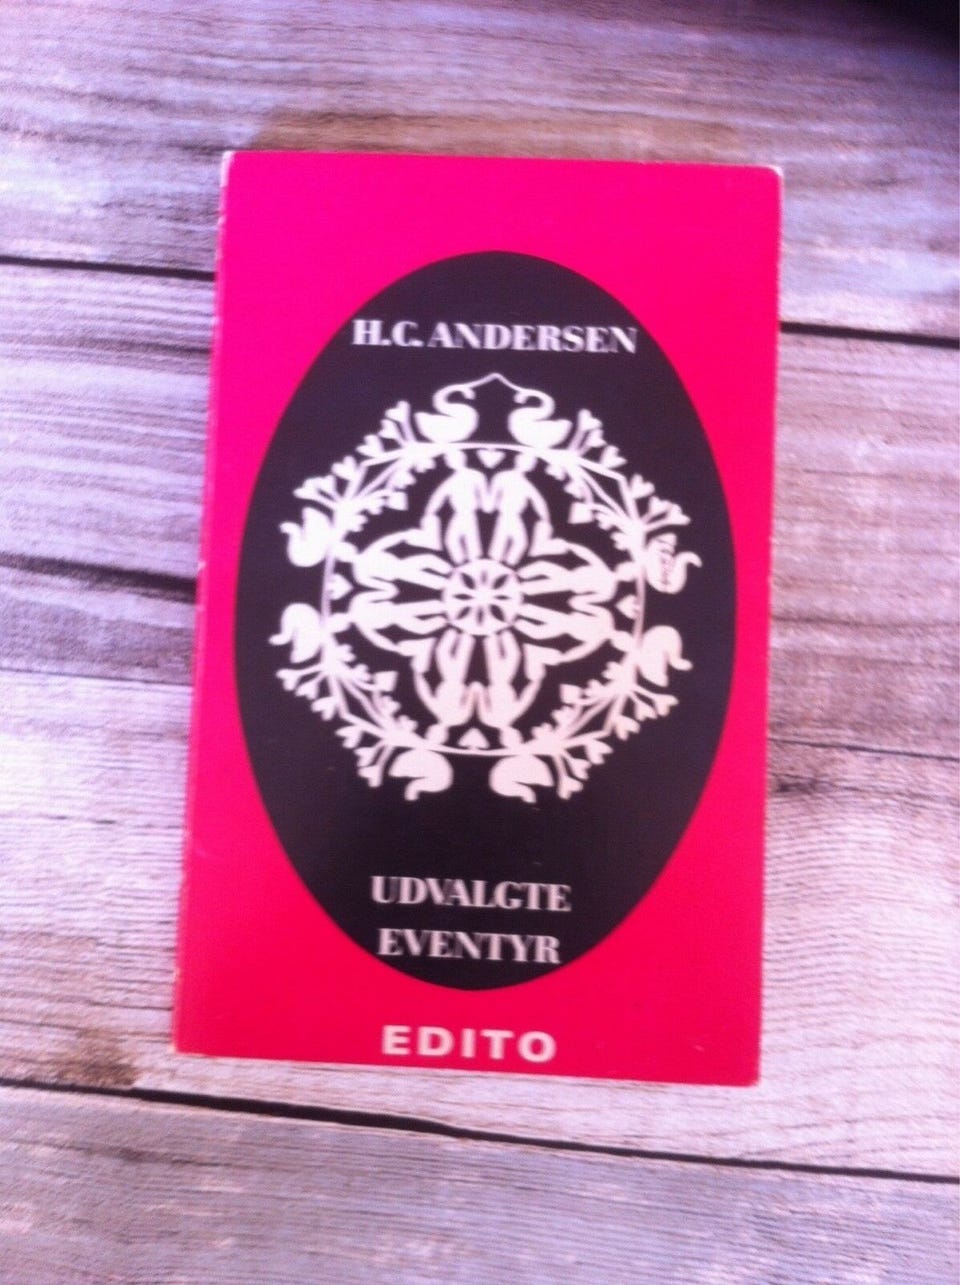 H.C. ANDERSEN
UDVALGTE
EVENTYR
EDITO